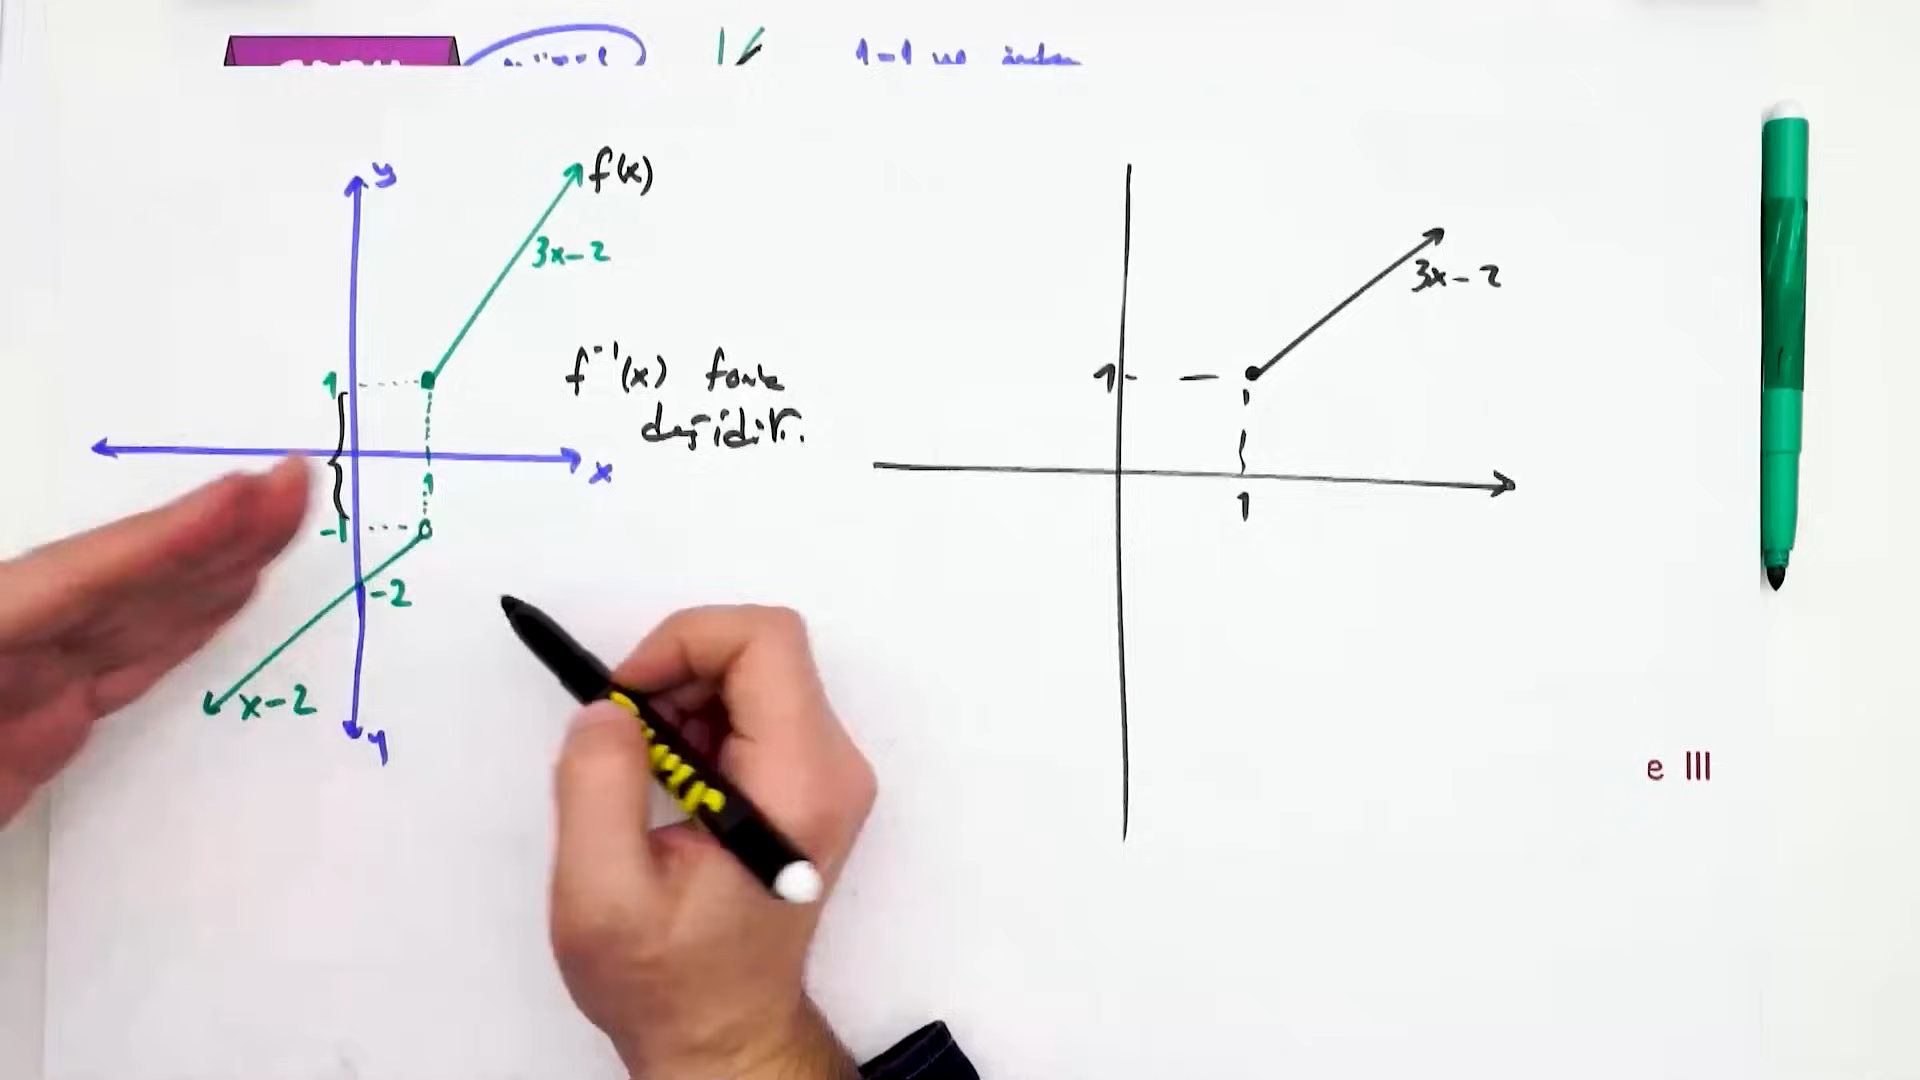 1-1 ve örten
y
f(x)
3x-2
1
f⁻¹(x) fonk
değildir.
x
1
-1
-2
x-2
y
3x-2
1
1
e III